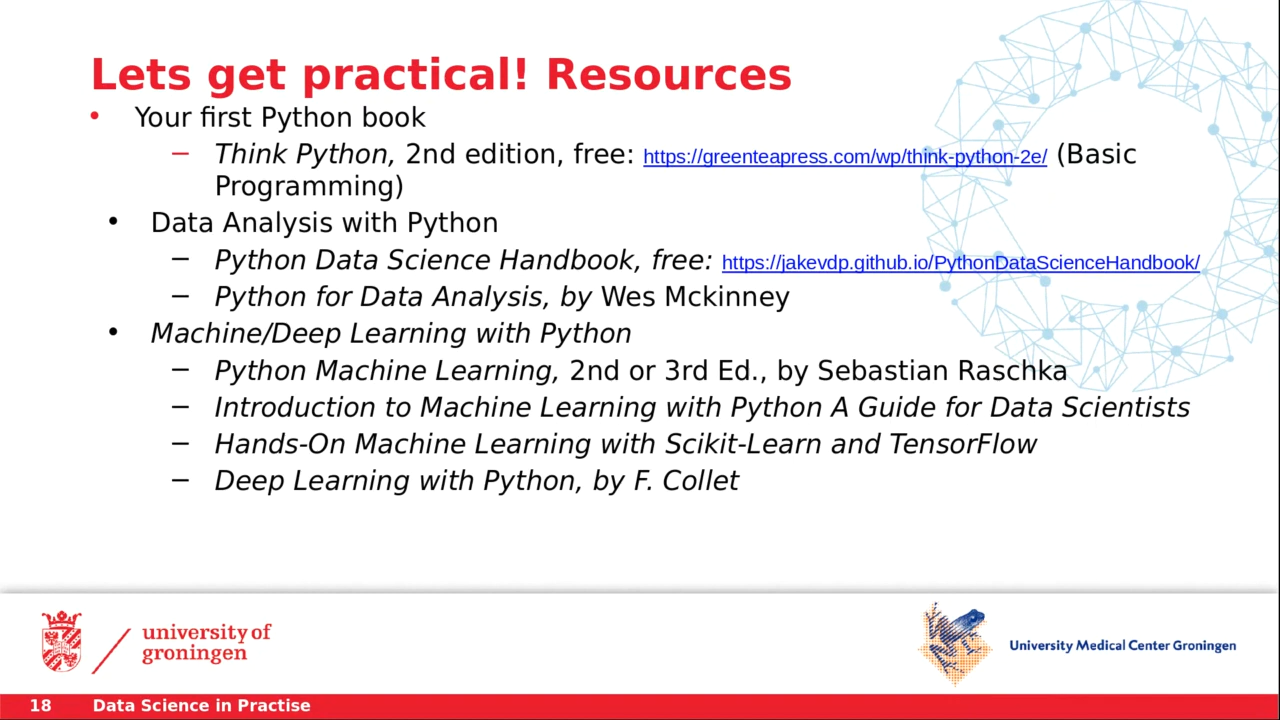 Lets get practical! Resources
• Your first Python book
– Think Python, 2nd edition, free: https://greenteapress.com/wp/think-python-2e/ (Basic
Programming)
• Data Analysis with Python
– Python Data Science Handbook, free: https://jakevdp.github.io/PythonDataScienceHandbook/
– Python for Data Analysis, by Wes Mckinney
• Machine/Deep Learning with Python
– Python Machine Learning, 2nd or 3rd Ed., by Sebastian Raschka
– Introduction to Machine Learning with Python A Guide for Data Scientists
– Hands-On Machine Learning with Scikit-Learn and TensorFlow
– Deep Learning with Python, by F. Collet
university of
groningen
University Medical Center Groningen
18 Data Science in Practise